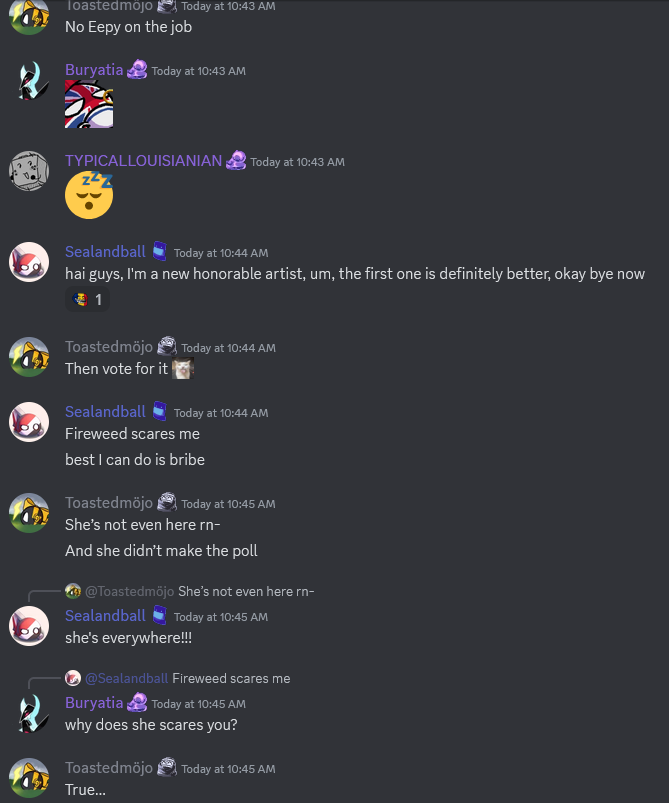 Toastedmöjo Today at 10:43 AM
No Eepy on the job
Buryatia Today at 10:43 AM
TYPICALLOUISIANIAN Today at 10:43 AM
zzz
Sealandball Today at 10:44 AM
hai guys, I'm a new honorable artist, um, the first one is definitely better, okay bye now
1
Toastedmöjo Today at 10:44 AM
Then vote for it
Sealandball Today at 10:44 AM
Fireweed scares me
best I can do is bribe
Toastedmöjo Today at 10:45 AM
She’s not even here rn-
And she didn’t make the poll
@Toastedmöjo She’s not even here rn-
Sealandball Today at 10:45 AM
she's everywhere!!!
@Sealandball Fireweed scares me
Buryatia Today at 10:45 AM
why does she scares you?
Toastedmöjo Today at 10:45 AM
True...